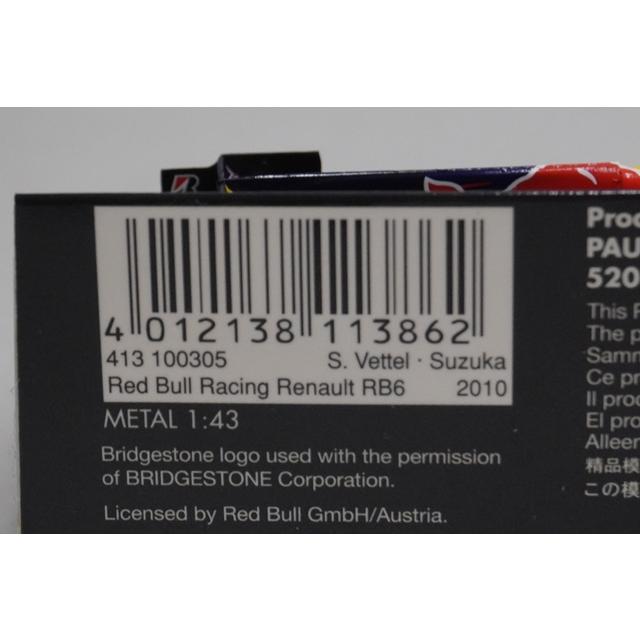 4 012138 113862
413 100305 S. Vettel · Suzuka
Red Bull Racing Renault RB6 2010
METAL 1:43
Bridgestone logo used with the permission
of BRIDGESTONE Corporation.
Licensed by Red Bull GmbH/Austria.
PAU
520
This
The p
Samm
Ce pr
Il proc
El pro
Alleer
精品模
この模